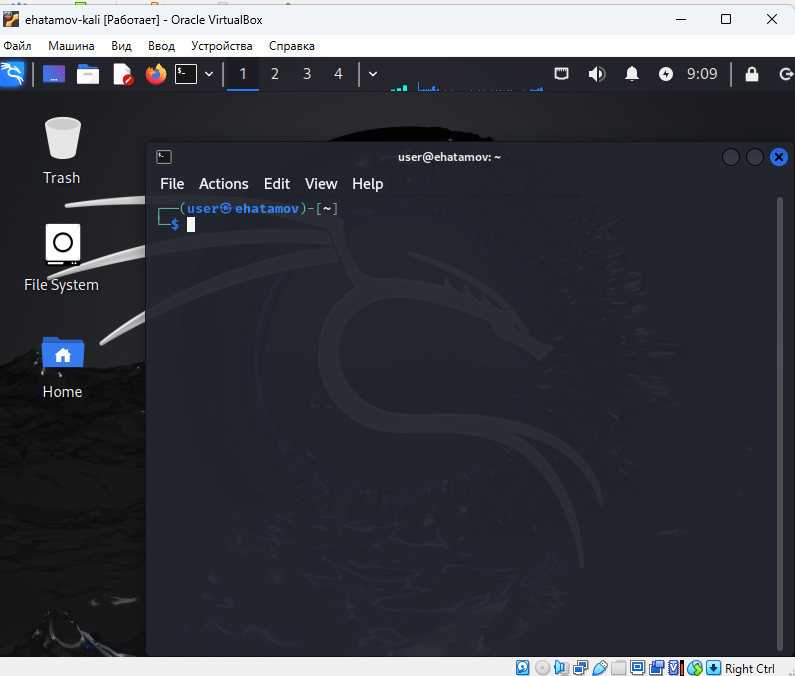 ehatamov-kali [Работает] - Oracle VirtualBox
Файл Машина Вид Ввод Устройства Справка
1 2 3 4 9:09
Trash
user@ehatamov: ~
File Actions Edit View Help
┌──(user㉿ehatamov)-[~]
└─$
File System
Home
Right Ctrl